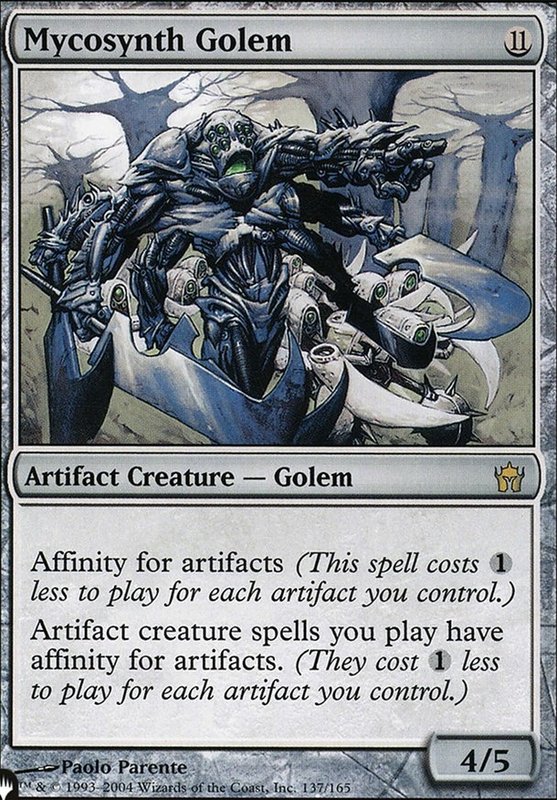 Mycosynth Golem 11
Artifact Creature — Golem
Affinity for artifacts (This spell costs 1
less to play for each artifact you control.)
Artifact creature spells you play have
affinity for artifacts. (They cost 1 less
to play for each artifact you control.)
4/5
Paolo Parente
™ & © 1993-2004 Wizards of the Coast, Inc. 137/165